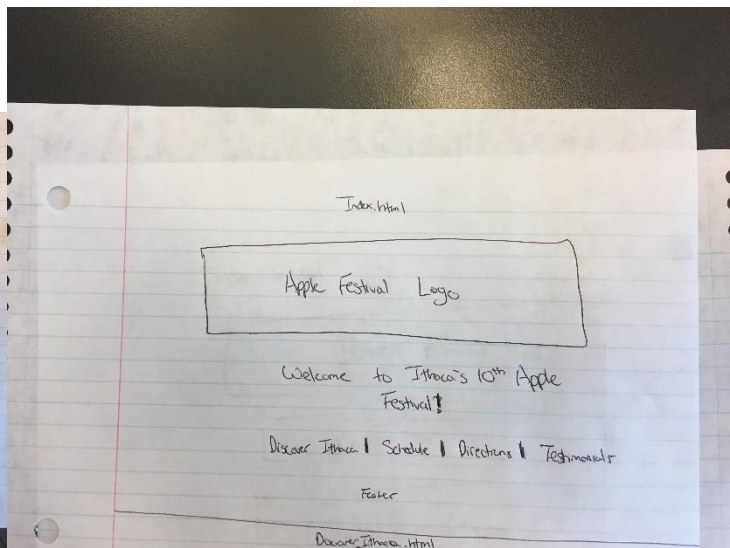 Index.html
Apple Festival Logo
Welcome to Ithaca's 10th Apple
Festival!
Discover Ithaca | Schedule | Directions | Testimonials
Footer
Discover_Ithaca.html